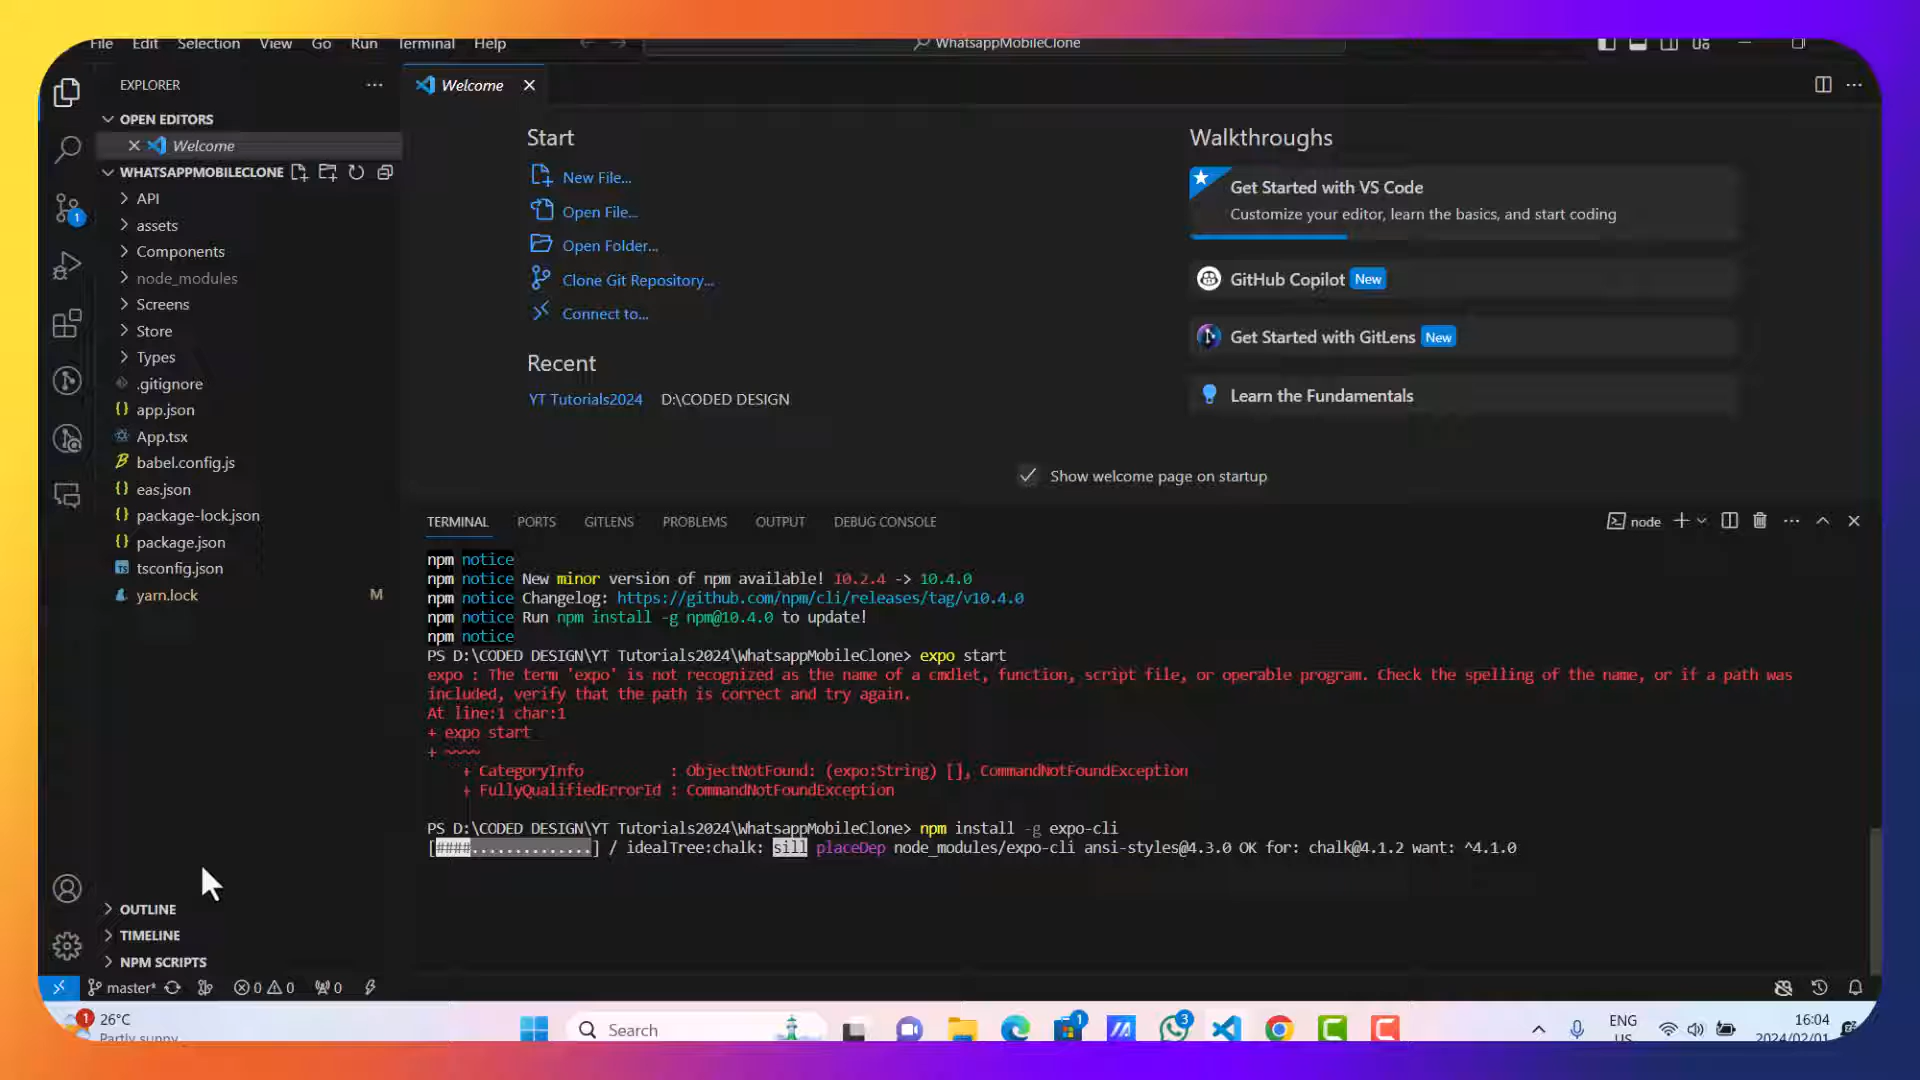 File Edit Selection View Go Run Terminal Help
WhatsappMobileClone
EXPLORER
OPEN EDITORS
Welcome
WHATSAPPMOBILECLONE
API
assets
Components
node_modules
Screens
Store
Types
.gitignore
app.json
App.tsx
babel.config.js
eas.json
package-lock.json
package.json
tsconfig.json
yarn.lock M
OUTLINE
TIMELINE
NPM SCRIPTS
1
Welcome
Start
New File...
Open File...
Open Folder...
Clone Git Repository...
Connect to...
Recent
YT Tutorials2024 D:\CODED DESIGN
Walkthroughs
Get Started with VS Code
Customize your editor, learn the basics, and start coding
GitHub Copilot New
Get Started with GitLens New
Learn the Fundamentals
Show welcome page on startup
TERMINAL PORTS GITLENS PROBLEMS OUTPUT DEBUG CONSOLE
node
npm notice
npm notice New minor version of npm available! 10.2.4 -> 10.4.0
npm notice Changelog: https://github.com/npm/cli/releases/tag/v10.4.0
npm notice Run npm install -g npm@10.4.0 to update!
npm notice
PS D:\CODED DESIGN\YT Tutorials2024\WhatsappMobileClone> expo start
expo : The term 'expo' is not recognized as the name of a cmdlet, function, script file, or operable program. Check the spelling of the name, or if a path was
included, verify that the path is correct and try again.
At line:1 char:1
+ expo start
+ ~~~~
+ CategoryInfo : ObjectNotFound: (expo:String) [], CommandNotFoundException
+ FullyQualifiedErrorId : CommandNotFoundException
PS D:\CODED DESIGN\YT Tutorials2024\WhatsappMobileClone> npm install -g expo-cli
[####..............] / idealTree:chalk: sill placeDep node_modules/expo-cli ansi-styles@4.3.0 OK for: chalk@4.1.2 want: ^4.1.0
master* 0 0 0
1 26°C
Partly sunny
Search
1
3
ENG
US
16:04
2024/02/01